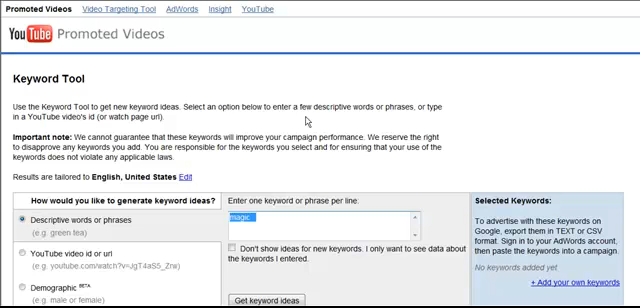 Promoted Videos Video Targeting Tool AdWords Insight YouTube
YouTube Promoted Videos
Keyword Tool
Use the Keyword Tool to get new keyword ideas. Select an option below to enter a few descriptive words or phrases, or type
in a YouTube video's id (or watch page url).
Important note: We cannot guarantee that these keywords will improve your campaign performance. We reserve the right
to disapprove any keywords you add. You are responsible for the keywords you select and for ensuring that your use of the
keywords does not violate any applicable laws.
Results are tailored to English, United States Edit
How would you like to generate keyword ideas?
Descriptive words or phrases
(e.g. green tea)
YouTube video id or url
(e.g. youtube.com/watch?v=JgT4aS5_Zrw)
Demographic BETA
(e.g. male or female)
Enter one keyword or phrase per line:
magic
Don't show ideas for new keywords. I only want to see data about
the keywords I entered.
Get keyword ideas
Selected Keywords:
To advertise with these keywords on
Google, export them in TEXT or CSV
format. Sign in to your AdWords account,
then paste the keywords into a campaign.
No keywords added yet
+ Add your own keywords